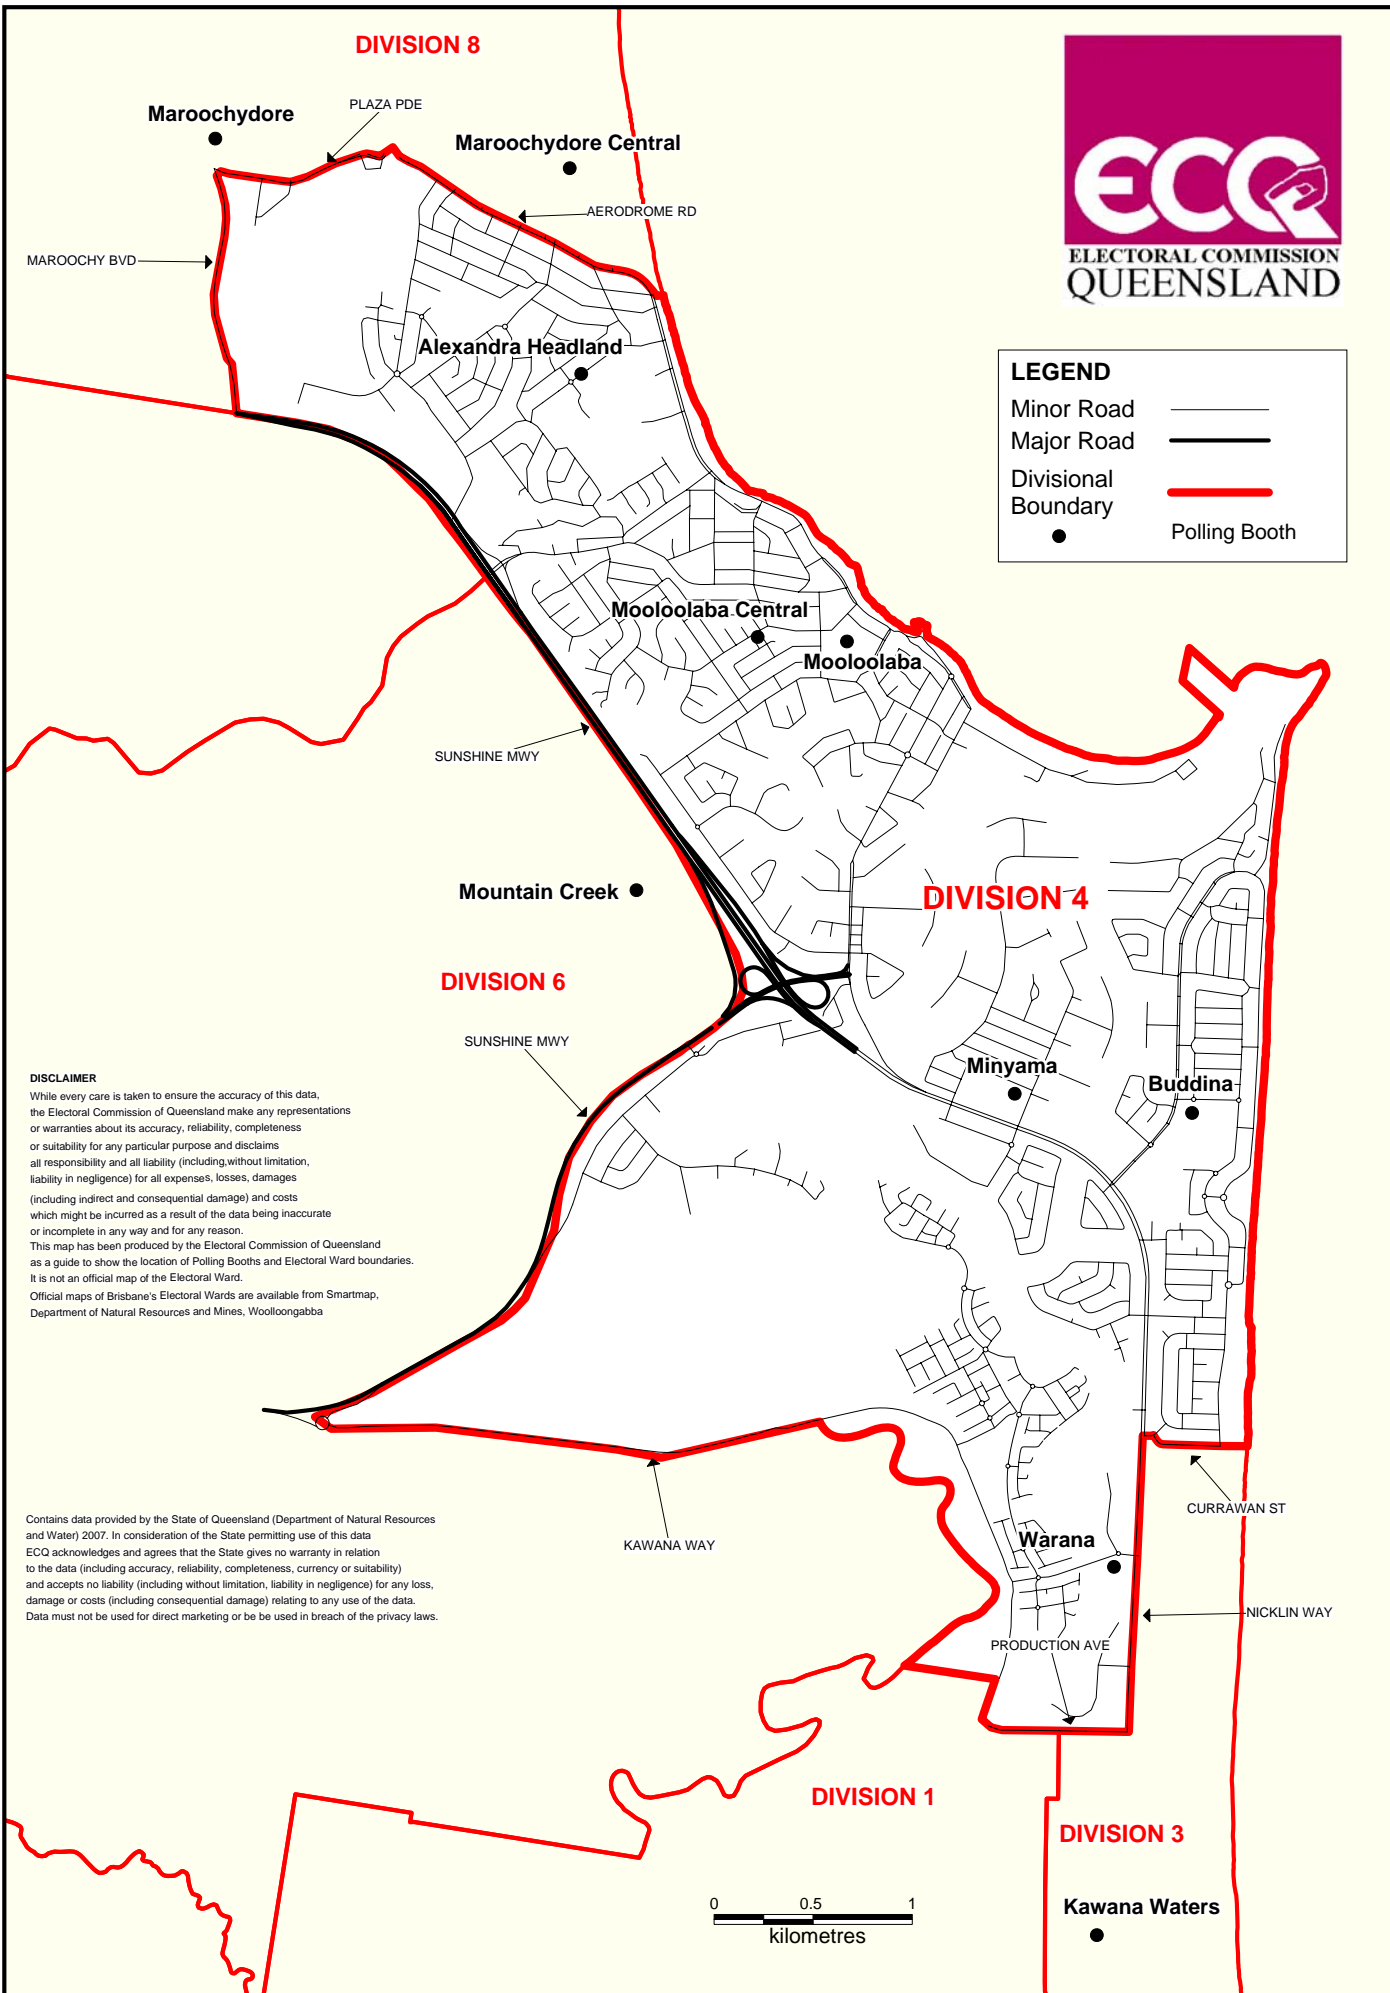 DIVISION 8
Maroochydore
PLAZA PDE
Maroochydore Central
AERODROME RD
MAROOCHY BVD
ECQ
ELECTORAL COMMISSION
QUEENSLAND
Alexandra Headland
LEGEND
Minor Road
Major Road
Divisional
Boundary
Polling Booth
Mooloolaba Central
Mooloolaba
SUNSHINE MWY
Mountain Creek
DIVISION 4
DIVISION 6
SUNSHINE MWY
Minyama
Buddina
DISCLAIMER
While every care is taken to ensure the accuracy of this data,
the Electoral Commission of Queensland make any representations
or warranties about its accuracy, reliability, completeness
or suitability for any particular purpose and disclaims
all responsibility and all liability (including,without limitation,
liability in negligence) for all expenses, losses, damages
(including indirect and consequential damage) and costs
which might be incurred as a result of the data being inaccurate
or incomplete in any way and for any reason.
This map has been produced by the Electoral Commission of Queensland
as a guide to show the location of Polling Booths and Electoral Ward boundaries.
It is not an official map of the Electoral Ward.
Official maps of Brisbane's Electoral Wards are available from Smartmap,
Department of Natural Resources and Mines, Woolloongabba
CURRAWAN ST
Contains data provided by the State of Queensland (Department of Natural Resources
and Water) 2007. In consideration of the State permitting use of this data
ECQ acknowledges and agrees that the State gives no warranty in relation
to the data (including accuracy, reliability, completeness, currency or suitability)
and accepts no liability (including without limitation, liability in negligence) for any loss,
damage or costs (including consequential damage) relating to any use of the data.
Data must not be used for direct marketing or be be used in breach of the privacy laws.
KAWANA WAY
Warana
NICKLIN WAY
PRODUCTION AVE
DIVISION 1
DIVISION 3
0 0.5 1
kilometres
Kawana Waters